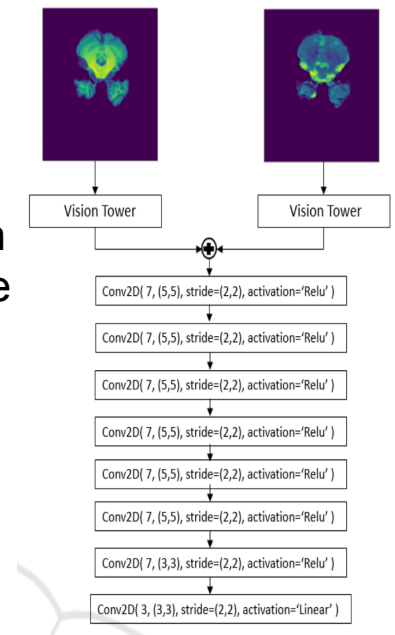 Vision Tower
Vision Tower
n
e
Conv2D( 7, (5,5), stride=(2,2), activation=‘Relu’ )
Conv2D( 7, (5,5), stride=(2,2), activation=‘Relu’ )
Conv2D( 7, (5,5), stride=(2,2), activation=‘Relu’ )
Conv2D( 7, (5,5), stride=(2,2), activation=‘Relu’ )
Conv2D( 7, (5,5), stride=(2,2), activation=‘Relu’ )
Conv2D( 7, (5,5), stride=(2,2), activation=‘Relu’ )
Conv2D( 7, (3,3), stride=(2,2), activation=‘Relu’ )
Conv2D( 3, (3,3), stride=(2,2), activation=‘Linear’ )